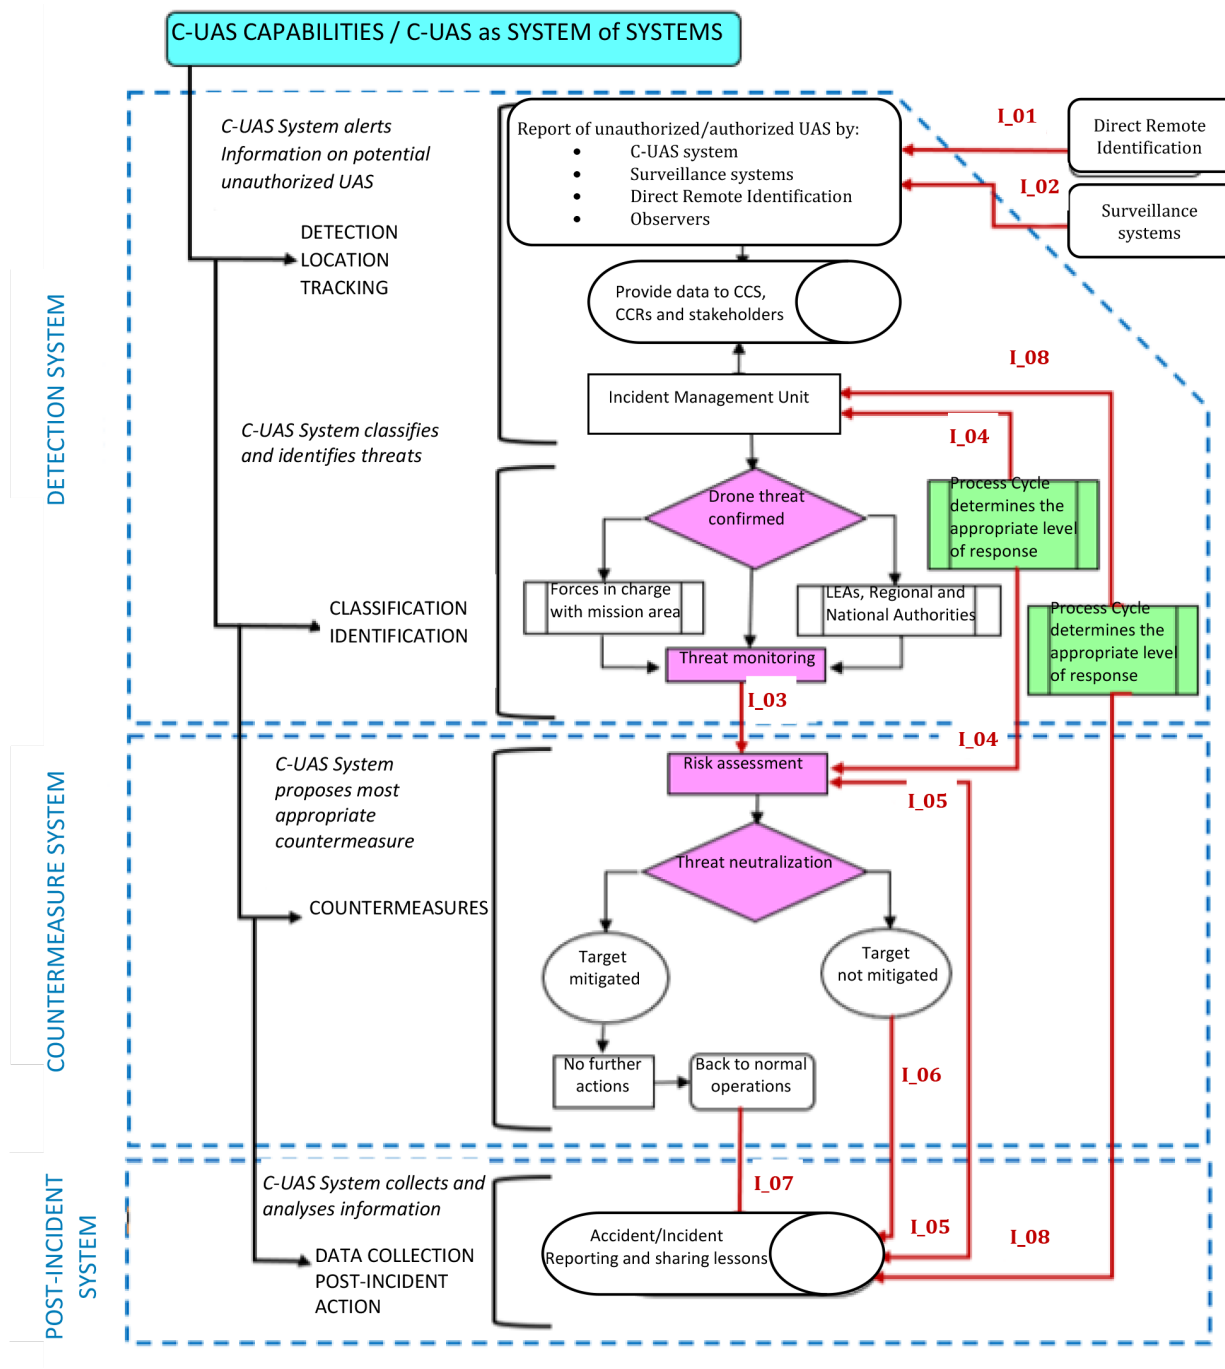 C-UAS CAPABILITIES / C-UAS as SYSTEM of SYSTEMS
DETECTION SYSTEM
C-UAS System alerts
Information on potential
unauthorized UAS
DETECTION
LOCATION
TRACKING
Report of unauthorized/authorized UAS by:
• C-UAS system
• Surveillance systems
• Direct Remote Identification
• Observers
I_01
Direct Remote
Identification
I_02
Surveillance
systems
Provide data to CCS,
CCRs and stakeholders
I_08
Incident Management Unit
I_04
C-UAS System classifies
and identifies threats
CLASSIFICATION
IDENTIFICATION
Drone threat
confirmed
Process Cycle
determines the
appropriate level
of response
Forces in charge
with mission area
LEAs, Regional and
National Authorities
Process Cycle
determines the
appropriate level
of response
Threat monitoring
I_03
COUNTERMEASURE SYSTEM
C-UAS System
proposes most
appropriate
countermeasure
COUNTERMEASURES
I_04
Risk assessment
I_05
Threat neutralization
Target
mitigated
Target
not mitigated
No further
actions
Back to normal
operations
I_06
POST-INCIDENT
SYSTEM
C-UAS System collects and
analyses information
DATA COLLECTION
POST-INCIDENT
ACTION
I_07
Accident/Incident
Reporting and sharing lessons
I_05
I_08